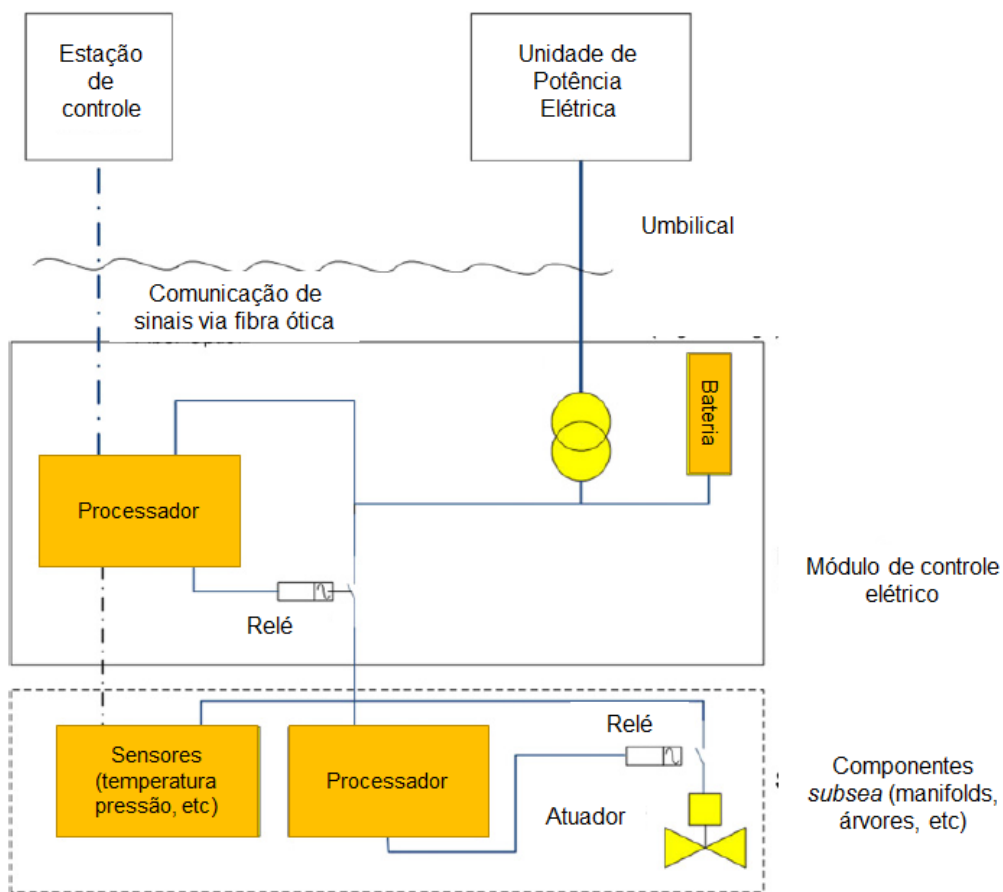 Estação
de
controle
Unidade de
Potência
Elétrica
Umbilical
Comunicação de
sinais via fibra ótica
Bateria
Processador
Relé
Módulo de controle
elétrico
Sensores
(temperatura
pressão, etc)
Processador
Relé
Atuador
Componentes
subsea (manifolds,
árvores, etc)